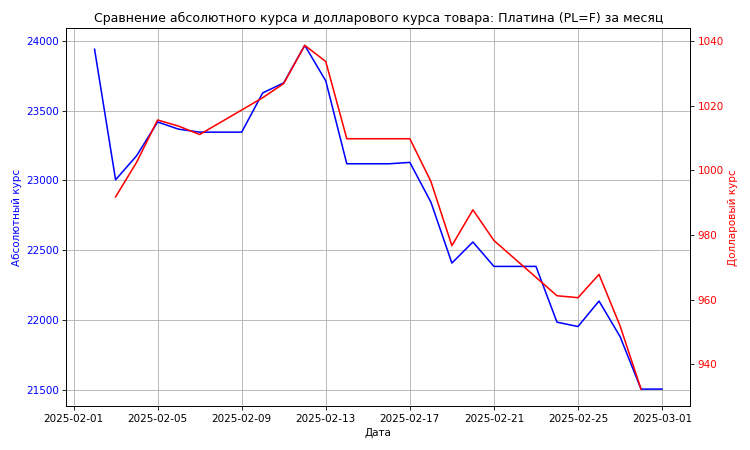 Сравнение абсолютного курса и долларового курса товара: Платина (PL=F) за месяц
24000
23500
23000
22500
22000
21500
Абсолютный курс
1040
1020
1000
980
960
940
Долларовый курс
2025-02-01 2025-02-05 2025-02-09 2025-02-13 2025-02-17 2025-02-21 2025-02-25 2025-03-01
Дата